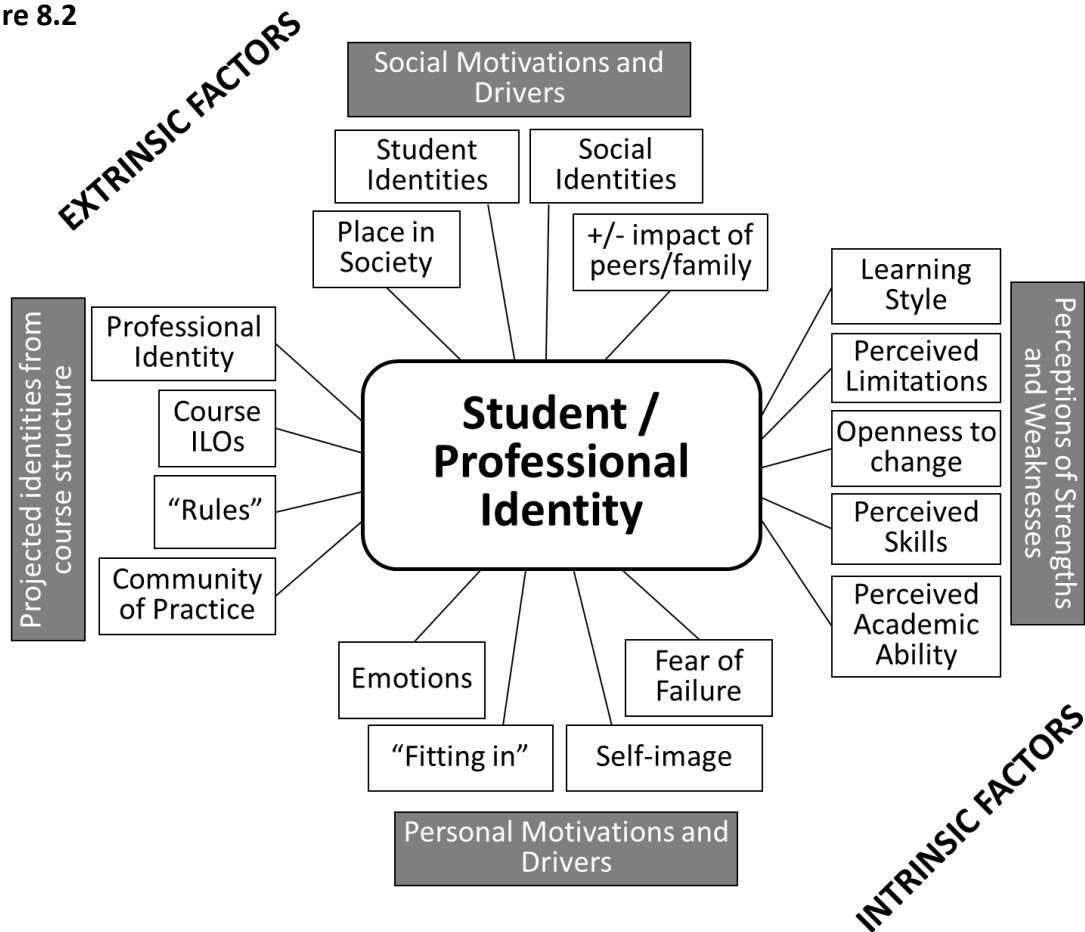 re 8.2
EXTRINSIC FACTORS
Social Motivations and
Drivers
Student
Identities
Social
Identities
Place in
Society
+/- impact of
peers/family
Projected identities from
course structure
Professional
Identity
Course
ILOs
“Rules”
Community
of Practice
Student /
Professional
Identity
Learning
Style
Perceived
Limitations
Openness to
change
Perceived
Skills
Perceived
Academic
Ability
Perceptions of Strengths
and Weaknesses
Emotions
Fear of
Failure
“Fitting in”
Self-image
Personal Motivations and
Drivers
INTRINSIC FACTORS